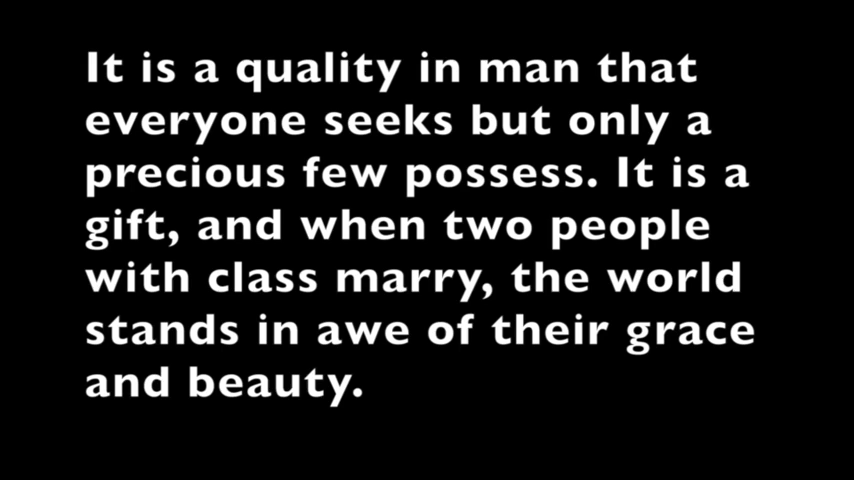 It is a quality in man that
everyone seeks but only a
precious few possess. It is a
gift, and when two people
with class marry, the world
stands in awe of their grace
and beauty.